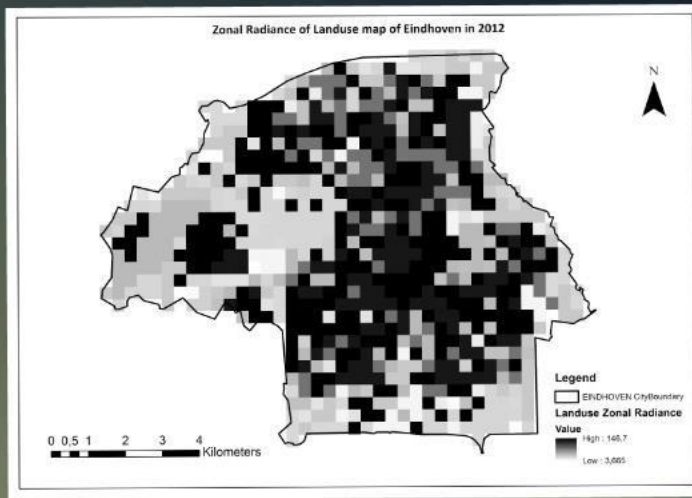 Zonal Radiance of Landuse map of Eindhoven in 2012
N
Legend
EINDHOVEN CityBoundary
Landuse Zonal Radiance
Value
High : 146,7
Low : 3,665
0 0,5 1 2 3 4
Kilometers